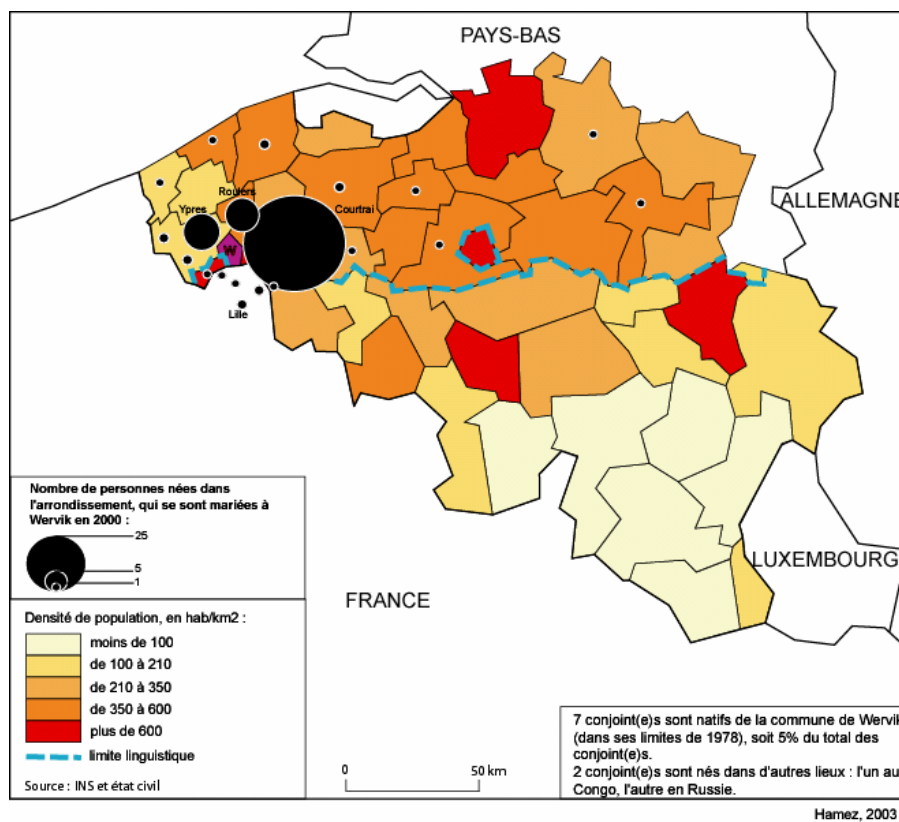 PAYS-BAS
ALLEMAGNE
Roulers
Ypres
Courtrai
W
Lille
Nombre de personnes nées dans
l'arrondissement, qui se sont mariées à
Wervik en 2000 :
25
5
1
LUXEMBOURG
FRANCE
Densité de population, en hab/km2 :
moins de 100
de 100 à 210
de 210 à 350
de 350 à 600
plus de 600
limite linguistique
Source : INS et état civil
0 50 km
7 conjoint(e)s sont natifs de la commune de Wervik
(dans ses limites de 1978), soit 5% du total des
conjoint(e)s.
2 conjoint(e)s sont nés dans d'autres lieux : l'un au
Congo, l'autre en Russie.
Hamez, 2003